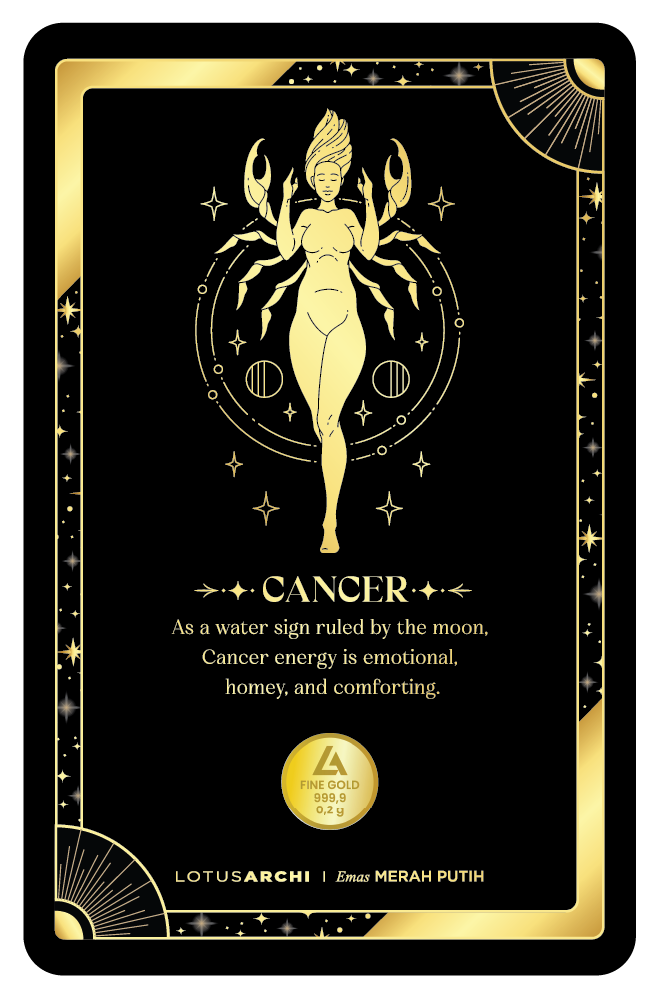 CANCER
As a water sign ruled by the moon,
Cancer energy is emotional,
homey, and comforting.
LA
FINE GOLD
999,9
0,2 g
LOTUSARCHI | Emas MERAH PUTIH